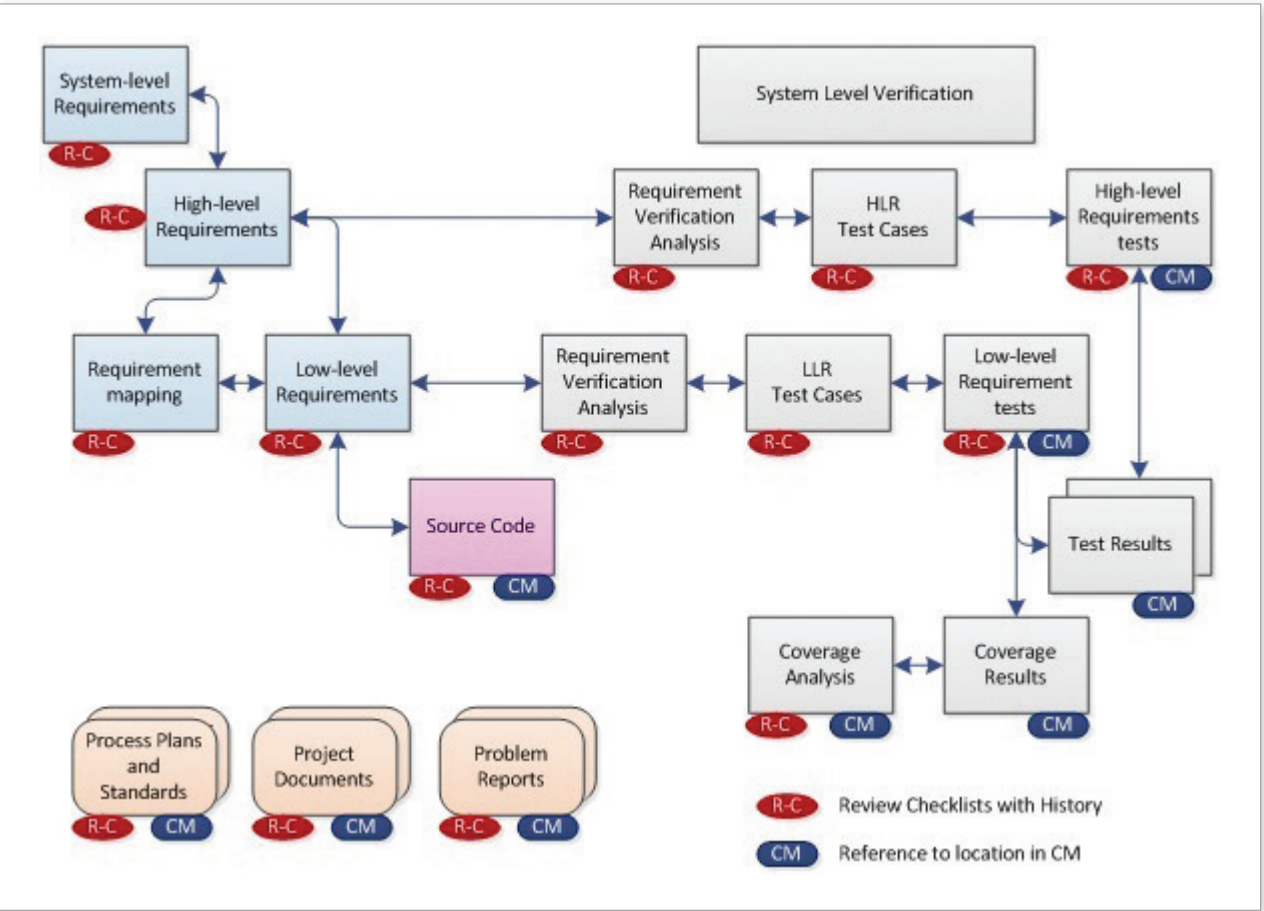 System-level
Requirements
R-C
System Level Verification
High-level
Requirements
R-C
Requirement
Verification
Analysis
R-C
HLR
Test Cases
R-C
High-level
Requirements
tests
R-C
CM
Requirement
mapping
R-C
Low-level
Requirements
R-C
Requirement
Verification
Analysis
R-C
LLR
Test Cases
R-C
Low-level
Requirement
tests
R-C
CM
Source Code
R-C
CM
Test Results
CM
Coverage
Analysis
R-C
CM
Coverage
Results
CM
Process Plans
and
Standards
R-C
CM
Project
Documents
R-C
CM
Problem
Reports
R-C
CM
R-C Review Checklists with History
CM Reference to location in CM